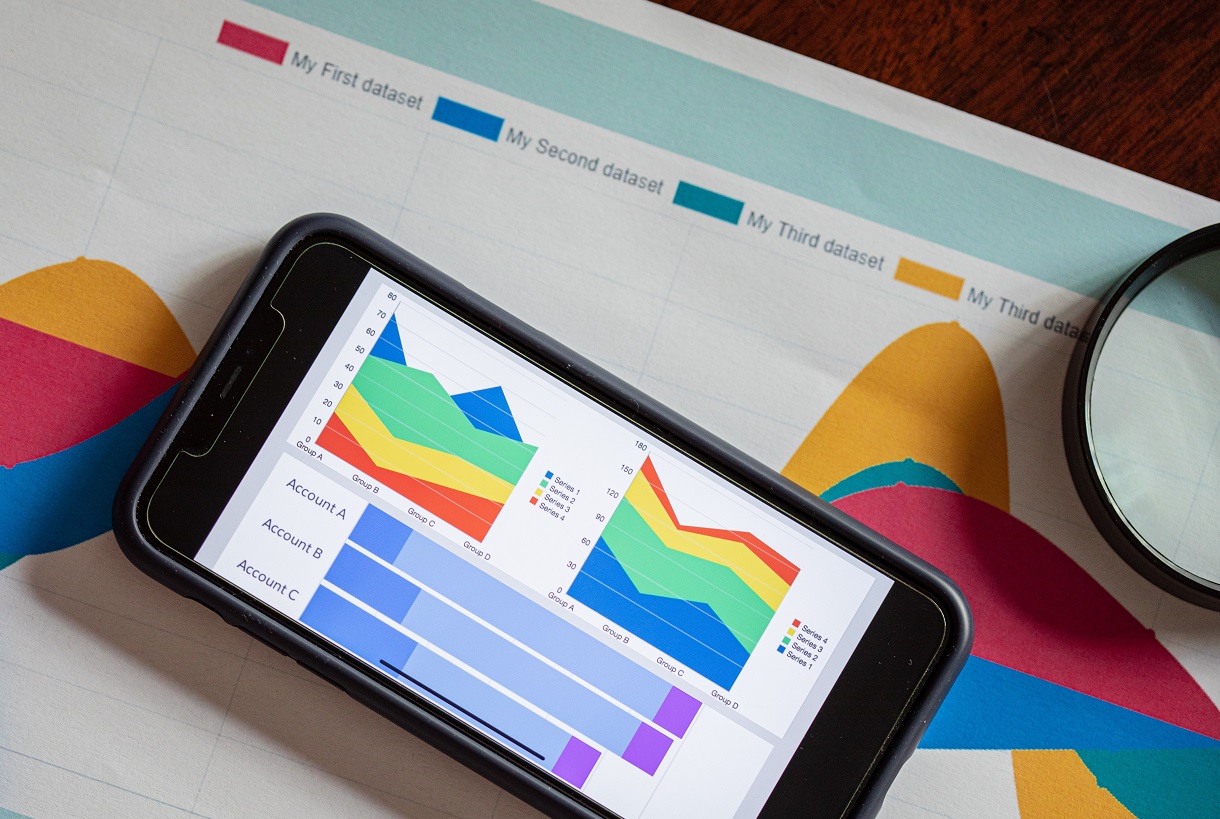 My First dataset
My Second dataset
My Third dataset
My Third datase
80
70
60
50
40
30
20
10
0
Group A
Group B
Group C
Group D
Series 1
Series 2
Series 3
Series 4
180
150
120
90
60
30
0
Group A
Group B
Group C
Group D
Series 4
Series 3
Series 2
Series 1
Account A
Account B
Account C